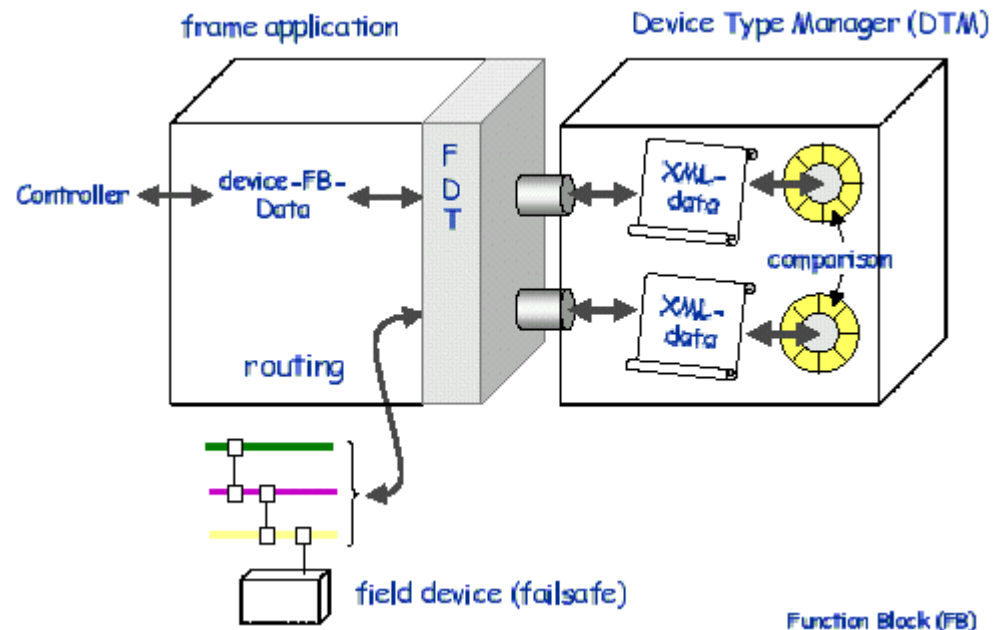 frame application
Device Type Manager (DTM)
Controller
device-FB-
Data
F
D
T
XML-
data
comparison
XML-
data
routing
field device (failsafe)
Function Block (FB)